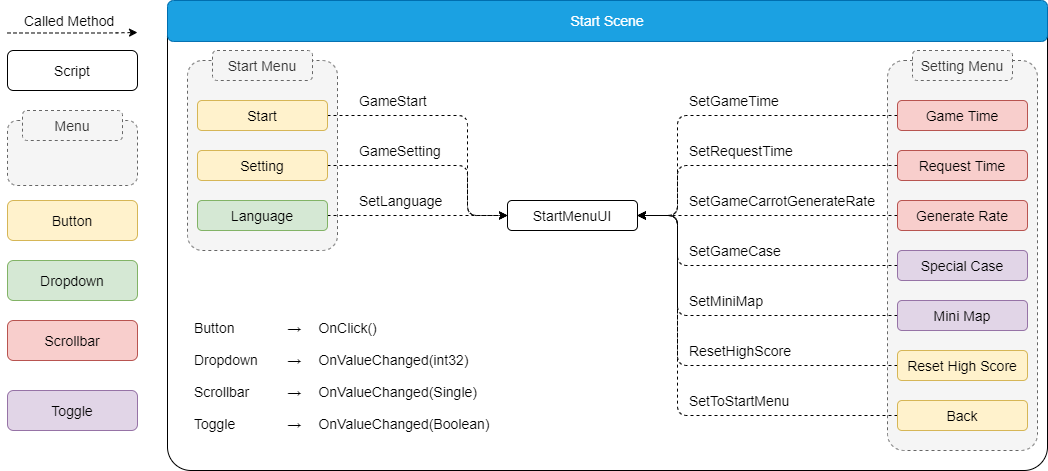 Called Method
Script
Menu
Button
Dropdown
Scrollbar
Toggle
Start Scene
Start Menu
Start
Setting
Language
GameStart
GameSetting
SetLanguage
StartMenuUI
SetGameTime
SetRequestTime
SetGameCarrotGenerateRate
SetGameCase
SetMiniMap
ResetHighScore
SetToStartMenu
Setting Menu
Game Time
Request Time
Generate Rate
Special Case
Mini Map
Reset High Score
Back
Button → OnClick()
Dropdown → OnValueChanged(int32)
Scrollbar → OnValueChanged(Single)
Toggle → OnValueChanged(Boolean)